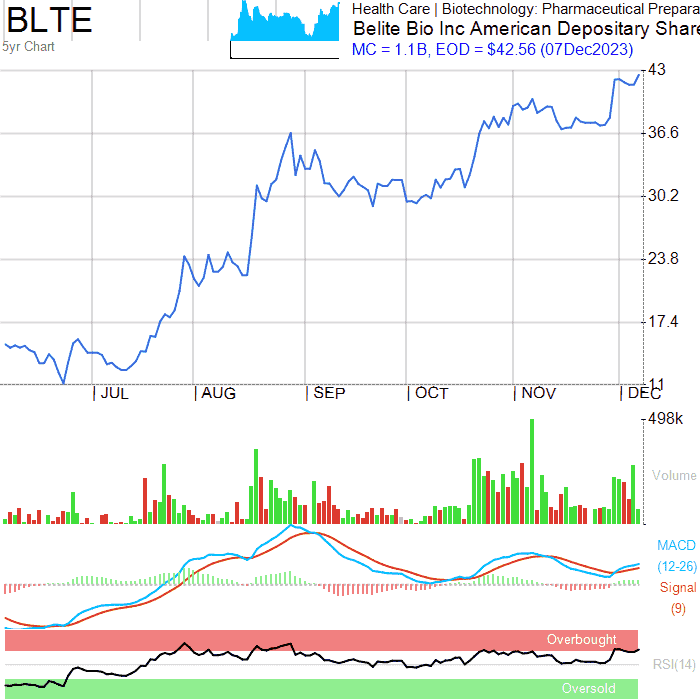 BLTE
5yr Chart
Health Care | Biotechnology: Pharmaceutical Prepara
Belite Bio Inc American Depositary Share
MC = 1.1B, EOD = $42.56 (07Dec2023)
43
36.6
30.2
23.8
17.4
11
JUL AUG SEP OCT NOV DEC
498k
Volume
MACD
(12-26)
Signal
(9)
Overbought
RSI(14)
Oversold